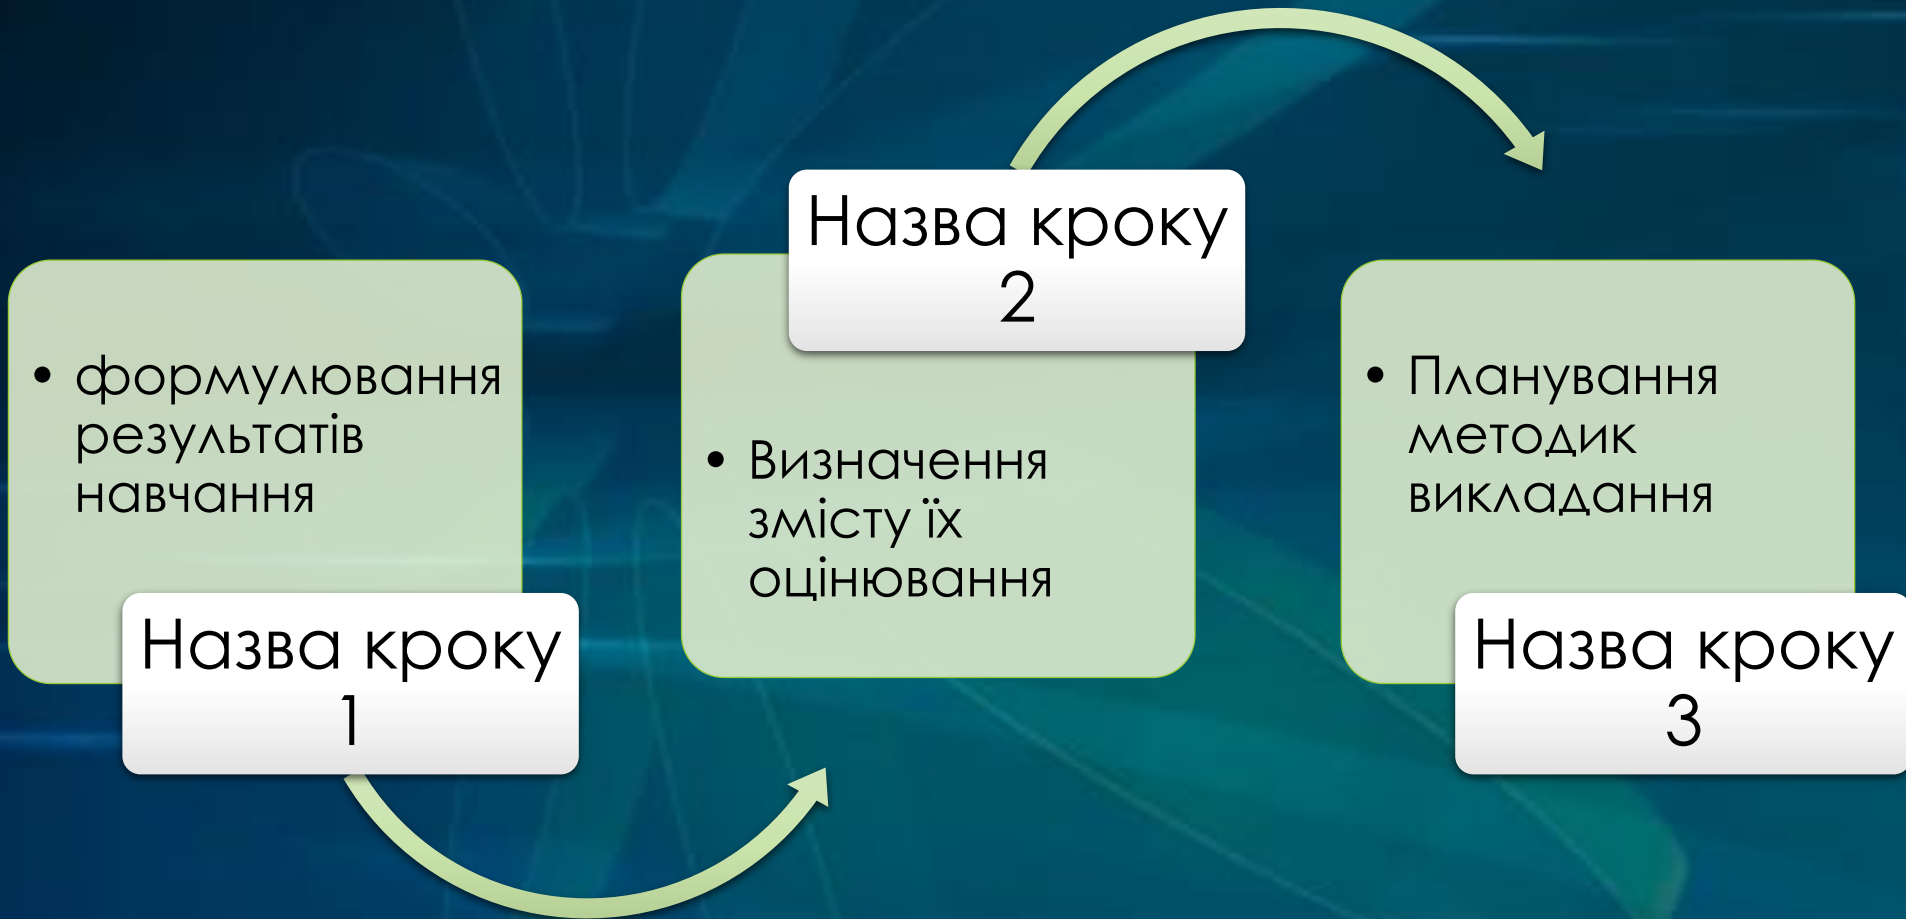 • формулювання
результатів
навчання
Назва кроку
1
Назва кроку
2
• Визначення
змісту їх
оцінювання
• Планування
методик
викладання
Назва кроку
3